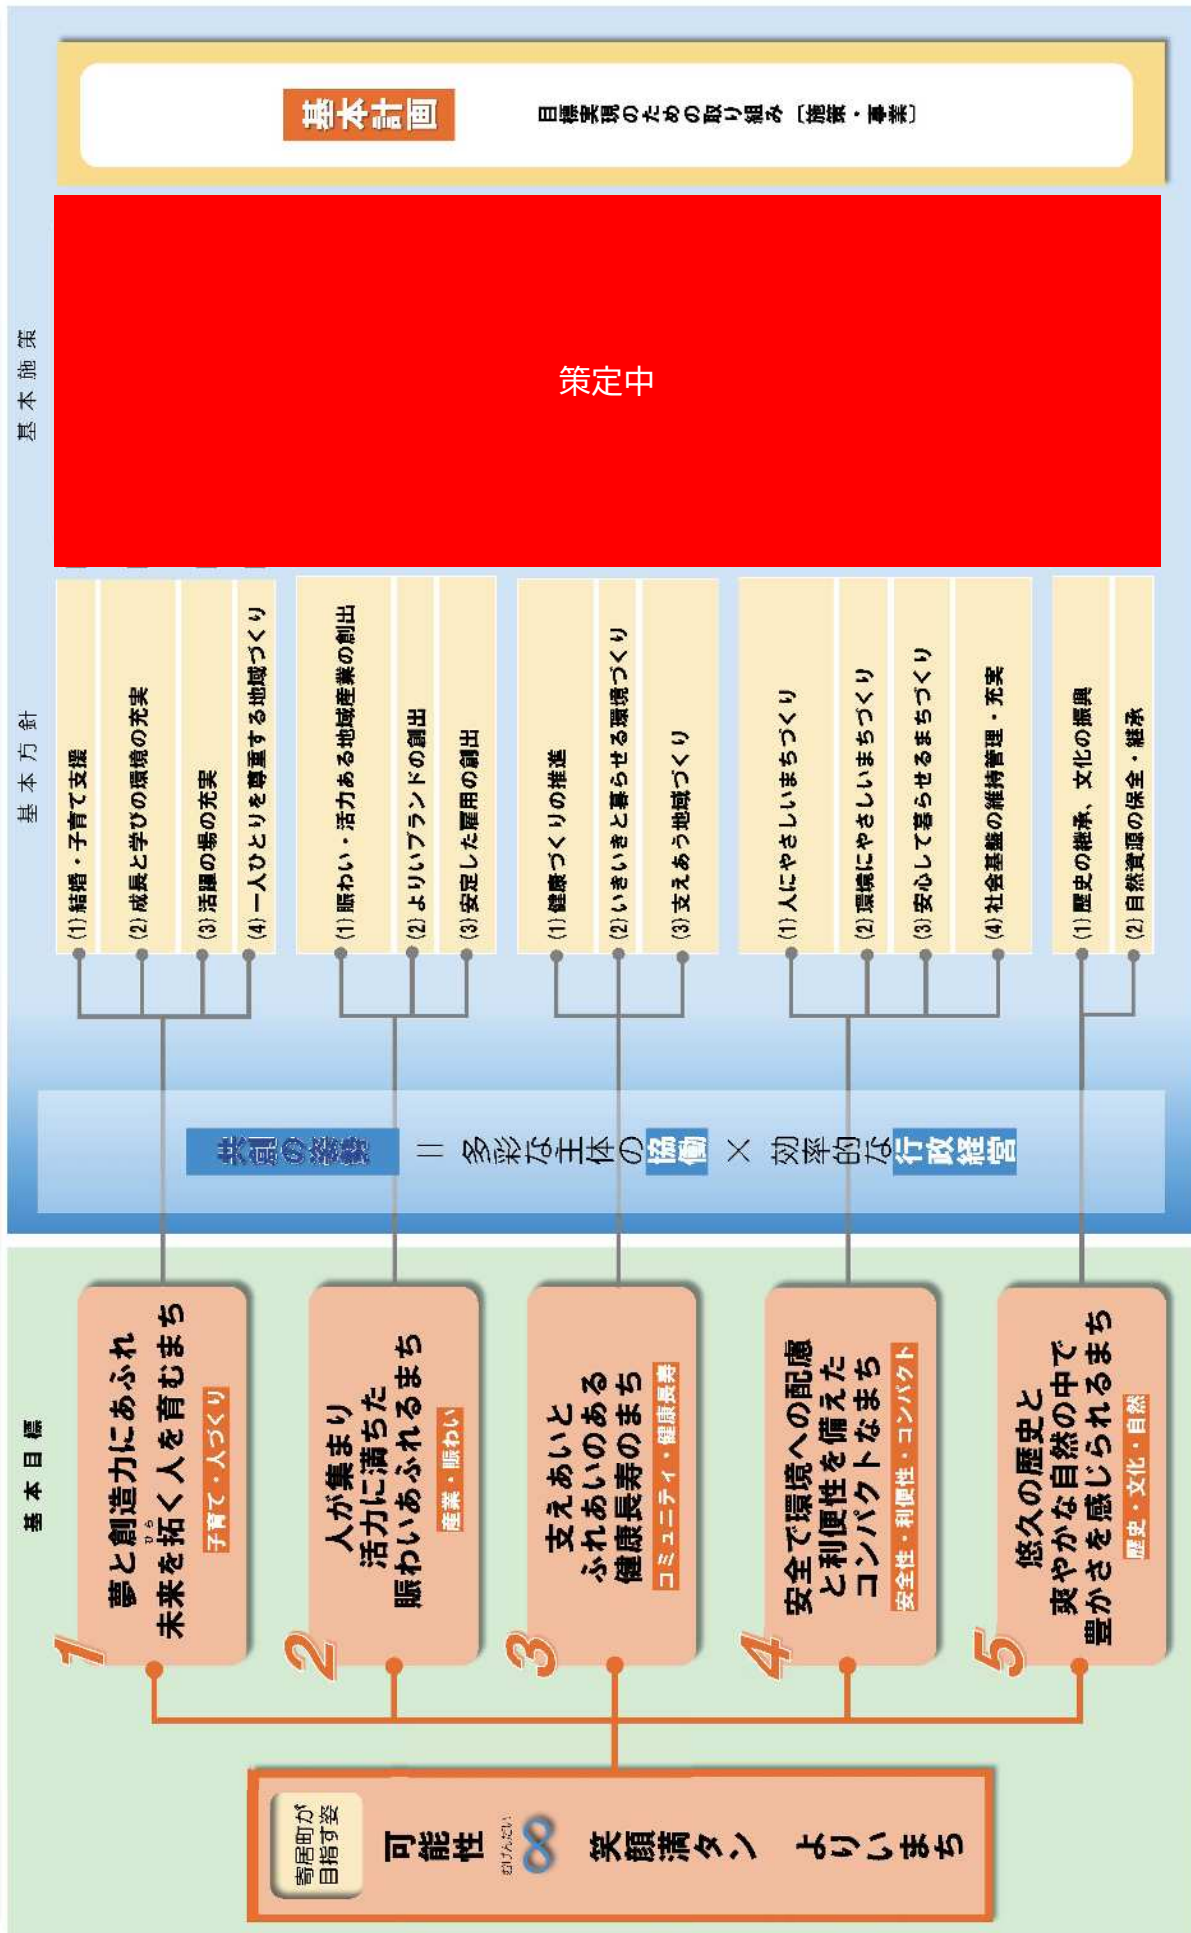 寄居町が
目指す姿
可能性
むげんだい
∞
笑顔満タン
よりいまち
基本目標
1
夢と創造力にあふれ
ひら
未来を拓く人を育むまち
子育て・人づくり
2
人が集まり
活力に満ちた
賑わいあふれるまち
産業・賑わい
3
支えあいと
ふれあいのある
健康長寿のまち
コミュニティ・健康長寿
4
安全で環境への配慮
と利便性を備えた
コンパクトなまち
安全性・利便性・コンパクト
5
悠久の歴史と
爽やかな自然の中で
豊かさを感じられるまち
歴史・文化・自然
共創の姿勢 = 多彩な主体の協働 × 効率的な行政経営
基本方針
(1) 結婚・子育て支援
(2) 成長と学びの環境の充実
(3) 活躍の場の充実
(4) 一人ひとりを尊重する地域づくり
(1) 賑わい・活力ある地域産業の創出
(2) よりいブランドの創出
(3) 安定した雇用の創出
(1) 健康づくりの推進
(2) いきいきと暮らせる環境づくり
(3) 支えあう地域づくり
(1) 人にやさしいまちづくり
(2) 環境にやさしいまちづくり
(3) 安心して暮らせるまちづくり
(4) 社会基盤の維持管理・充実
(1) 歴史の継承、文化の振興
(2) 自然資源の保全・継承
基本施策
策定中
基本計画
目標実現のための取り組み〔施策・事業〕